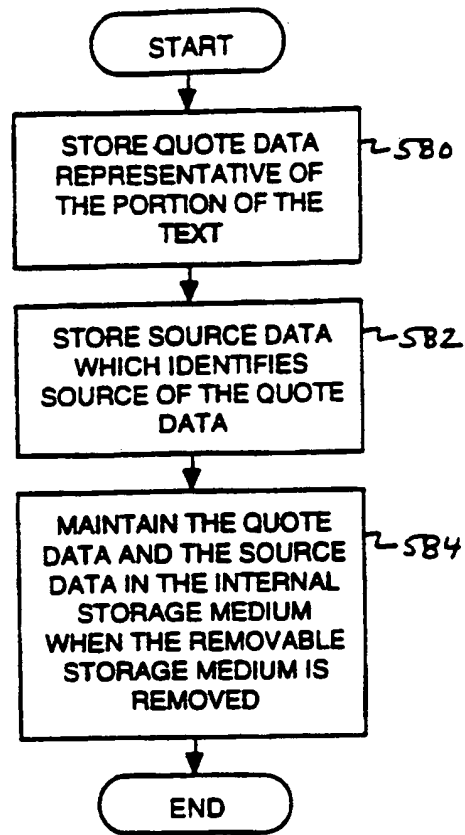 START
STORE QUOTE DATA
REPRESENTATIVE OF
THE PORTION OF THE
TEXT
580
STORE SOURCE DATA
WHICH IDENTIFIES
SOURCE OF THE QUOTE
DATA
582
MAINTAIN THE QUOTE
DATA AND THE SOURCE
DATA IN THE INTERNAL
STORAGE MEDIUM
WHEN THE REMOVABLE
STORAGE MEDIUM IS
REMOVED
584
END